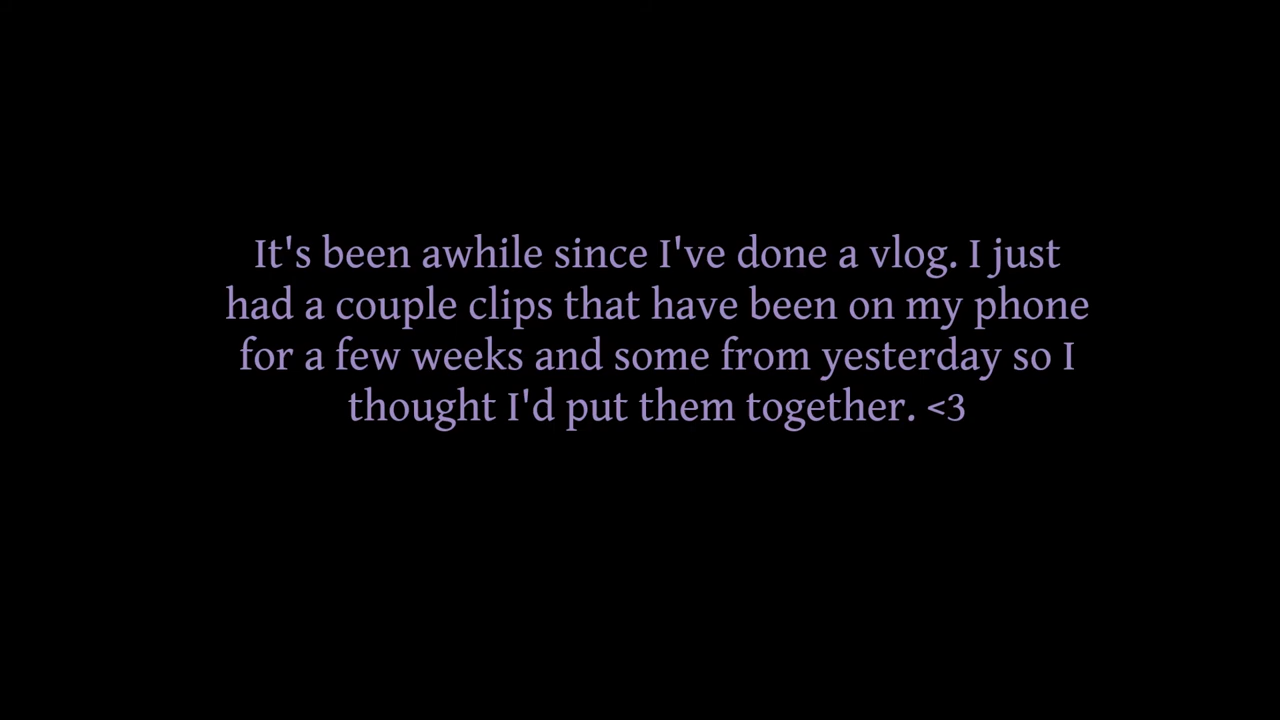 It's been awhile since I've done a vlog. I just
had a couple clips that have been on my phone
for a few weeks and some from yesterday so I
thought I'd put them together. <3